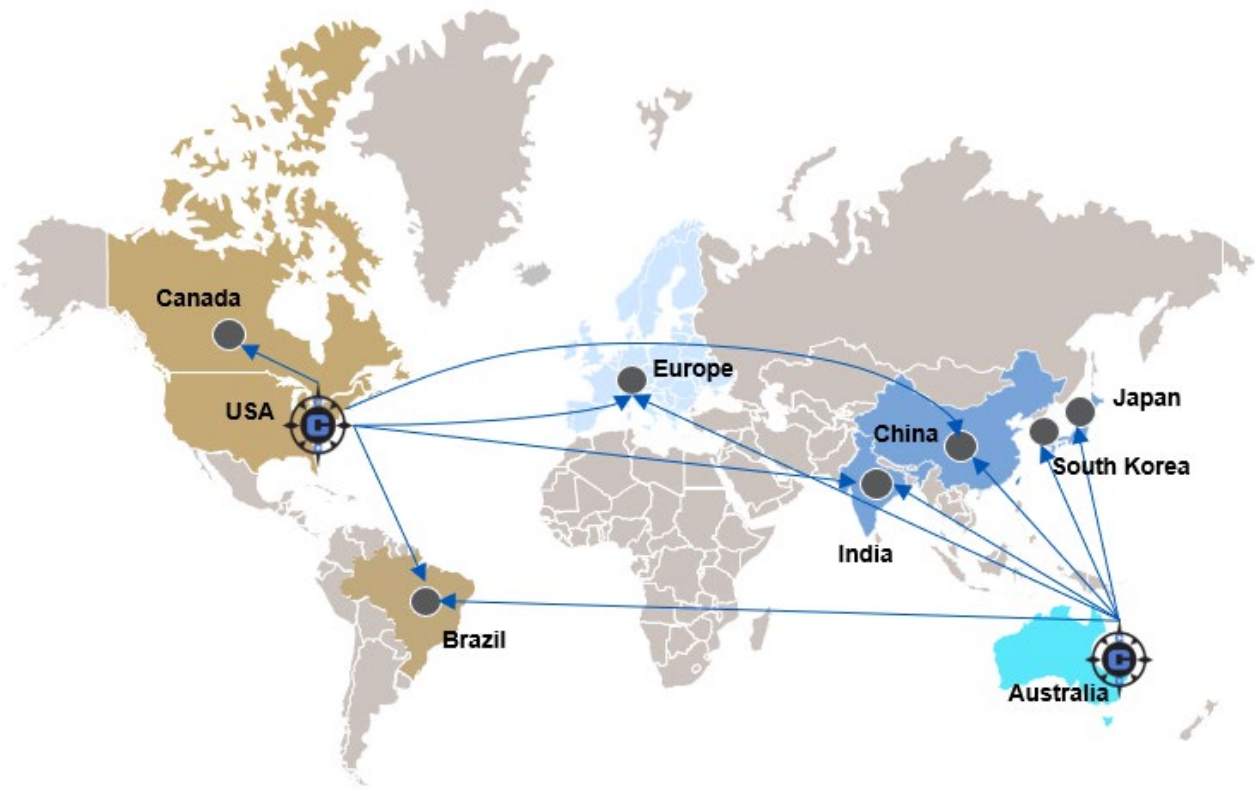 Canada
USA
Europe
Japan
China
South Korea
India
Brazil
Australia
C
C